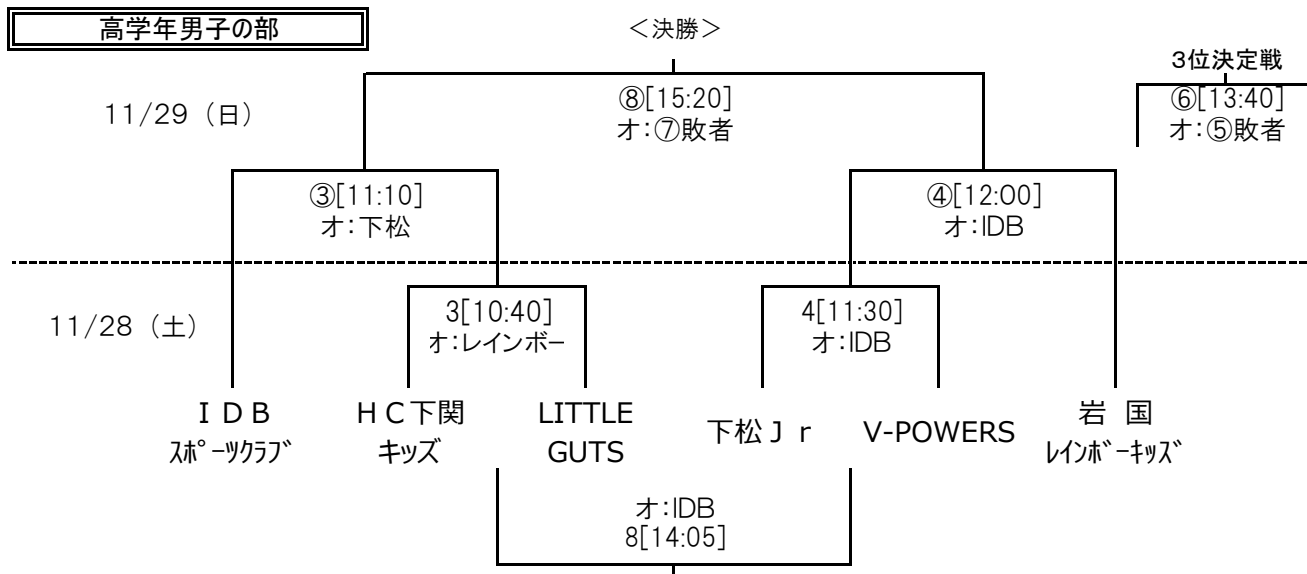 高学年男子の部
＜決勝＞
3位決定戦
11/29（日）
⑧[15:20]
オ：⑦敗者
⑥[13:40]
オ：⑤敗者
③[11:10]
オ：下松
④[12:00]
オ：IDB
11/28（土）
3[10:40]
オ：レインボー
4[11:30]
オ：IDB
ＩＤＢ
ｽﾎﾟｰﾂｸﾗﾌﾞ
ＨＣ下関
キッズ
LITTLE
GUTS
下松Ｊｒ
V-POWERS
岩国
ﾚｲﾝﾎﾞｰｷｯｽﾞ
オ：IDB
8[14:05]